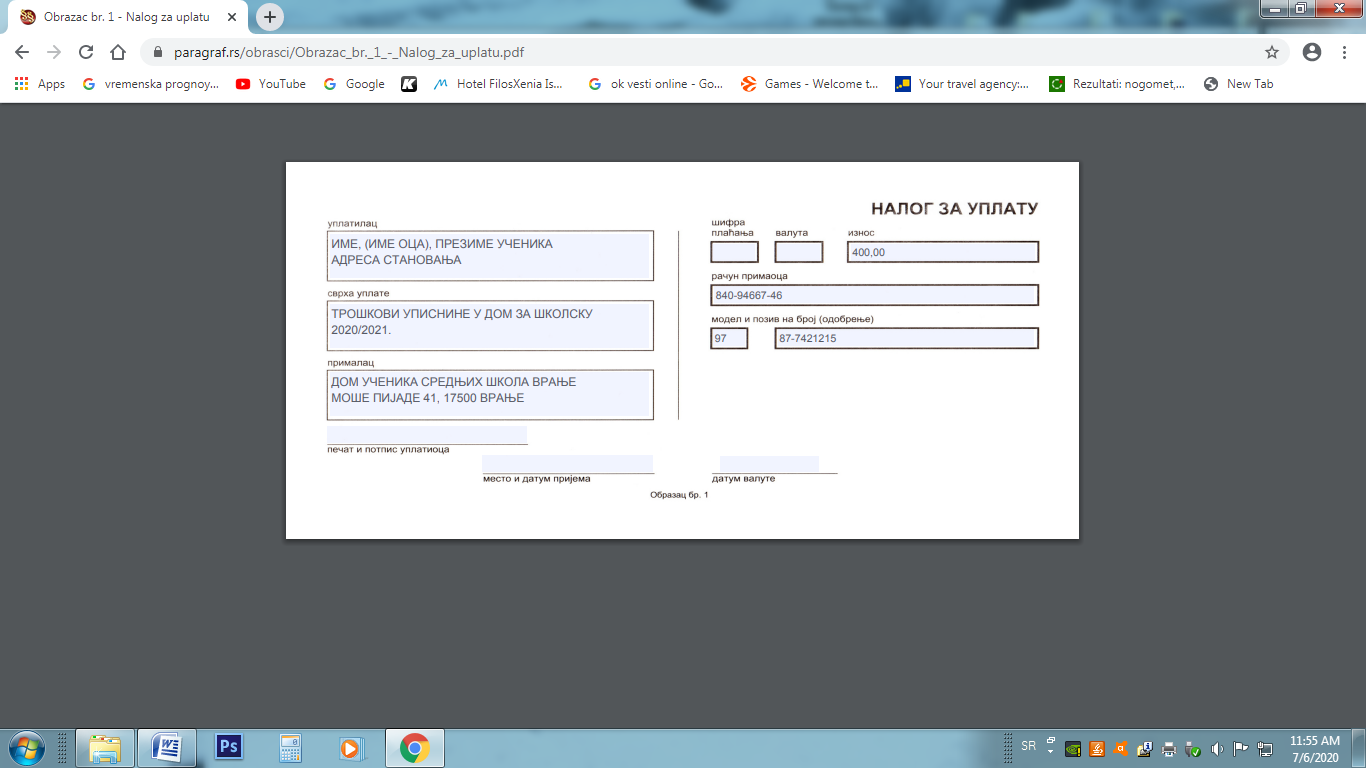 Obrazac br. 1 - Nalog za uplatu
paragraf.rs/obrasci/Obrazac_br._1_-_Nalog_za_uplatu.pdf
Apps
vremenska prognoy...
YouTube
Google
K
Hotel FilosXenia Is...
ok vesti online - Go...
Games - Welcome t...
Your travel agency:...
Rezultati: nogomet,...
New Tab
НАЛОГ ЗА УПЛАТУ
уплатилац
ИМЕ, (ИМЕ ОЦА), ПРЕЗИМЕ УЧЕНИКА
АДРЕСА СТАНОВАЊА
сврха уплате
ТРОШКОВИ УПИСНИНЕ У ДОМ ЗА ШКОЛСКУ
2020/2021.
прималац
ДОМ УЧЕНИКА СРЕДЊИХ ШКОЛА ВРАЊЕ
МОШЕ ПИЈАДЕ 41, 17500 ВРАЊЕ
шифра
плаћања
валута
износ
400,00
рачун примаоца
840-94667-46
модел и позив на број (одобрење)
97
87-7421215
печат и потпис уплатиоца
место и датум пријема
датум валуте
Образац бр. 1
Ps
SR
11:55 AM
7/6/2020